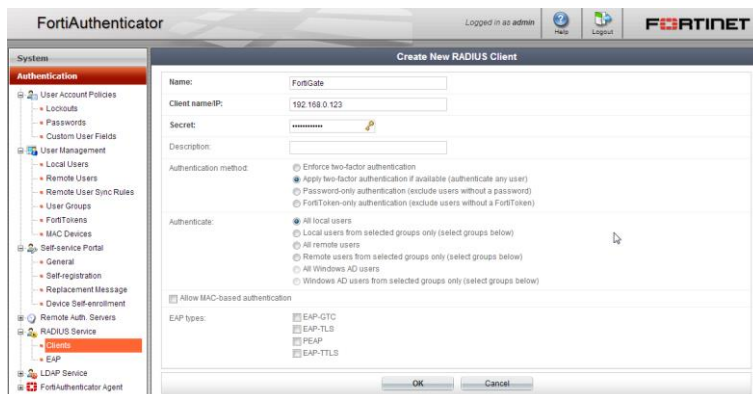 FortiAuthenticator
Logged in as admin
Help
Logout
FORTINET
System
Authentication
User Account Policies
Lockouts
Passwords
Custom User Fields
User Management
Local Users
Remote Users
Remote User Sync Rules
User Groups
FortiTokens
MAC Devices
Self-service Portal
General
Self-registration
Replacement Message
Device Self-enrollment
Remote Auth. Servers
RADIUS Service
Clients
EAP
LDAP Service
FortiAuthenticator Agent
Create New RADIUS Client
Name: FortiGate
Client name/IP: 192.168.0.123
Secret: ••••••••••••
Description:
Authentication method: Enforce two-factor authentication
Apply two-factor authentication if available (authenticate any user)
Password-only authentication (exclude users without a password)
FortiToken-only authentication (exclude users without a FortiToken)
Authenticate: All local users
Local users from selected groups only (select groups below)
All remote users
Remote users from selected groups only (select groups below)
All Windows AD users
Windows AD users from selected groups only (select groups below)
Allow MAC-based authentication
EAP types: EAP-GTC
EAP-TLS
PEAP
EAP-TTLS
OK Cancel